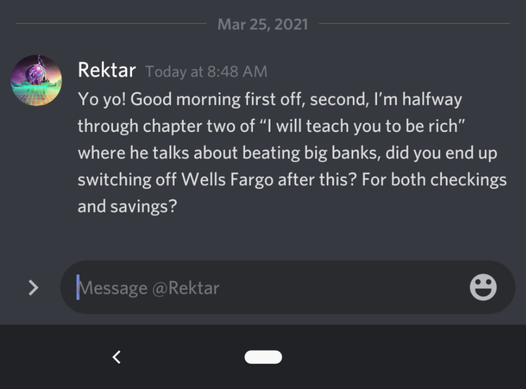 Mar 25, 2021
Rektar Today at 8:48 AM
Yo yo! Good morning first off, second, I’m halfway
through chapter two of “I will teach you to be rich”
where he talks about beating big banks, did you end up
switching off Wells Fargo after this? For both checkings
and savings?
Message @Rektar